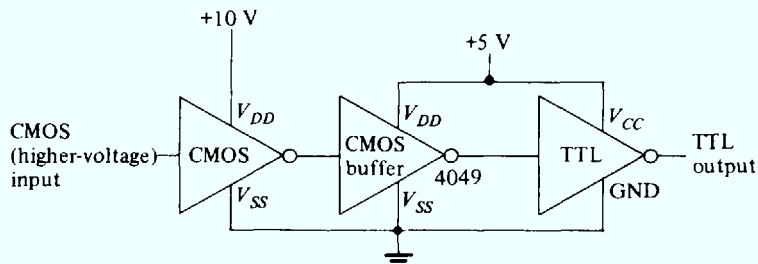 +10 V
+5 V
CMOS
(higher-voltage)
input
V_DD
CMOS
V_SS
V_DD
CMOS
buffer
4049
V_SS
V_CC
TTL
GND
TTL
output